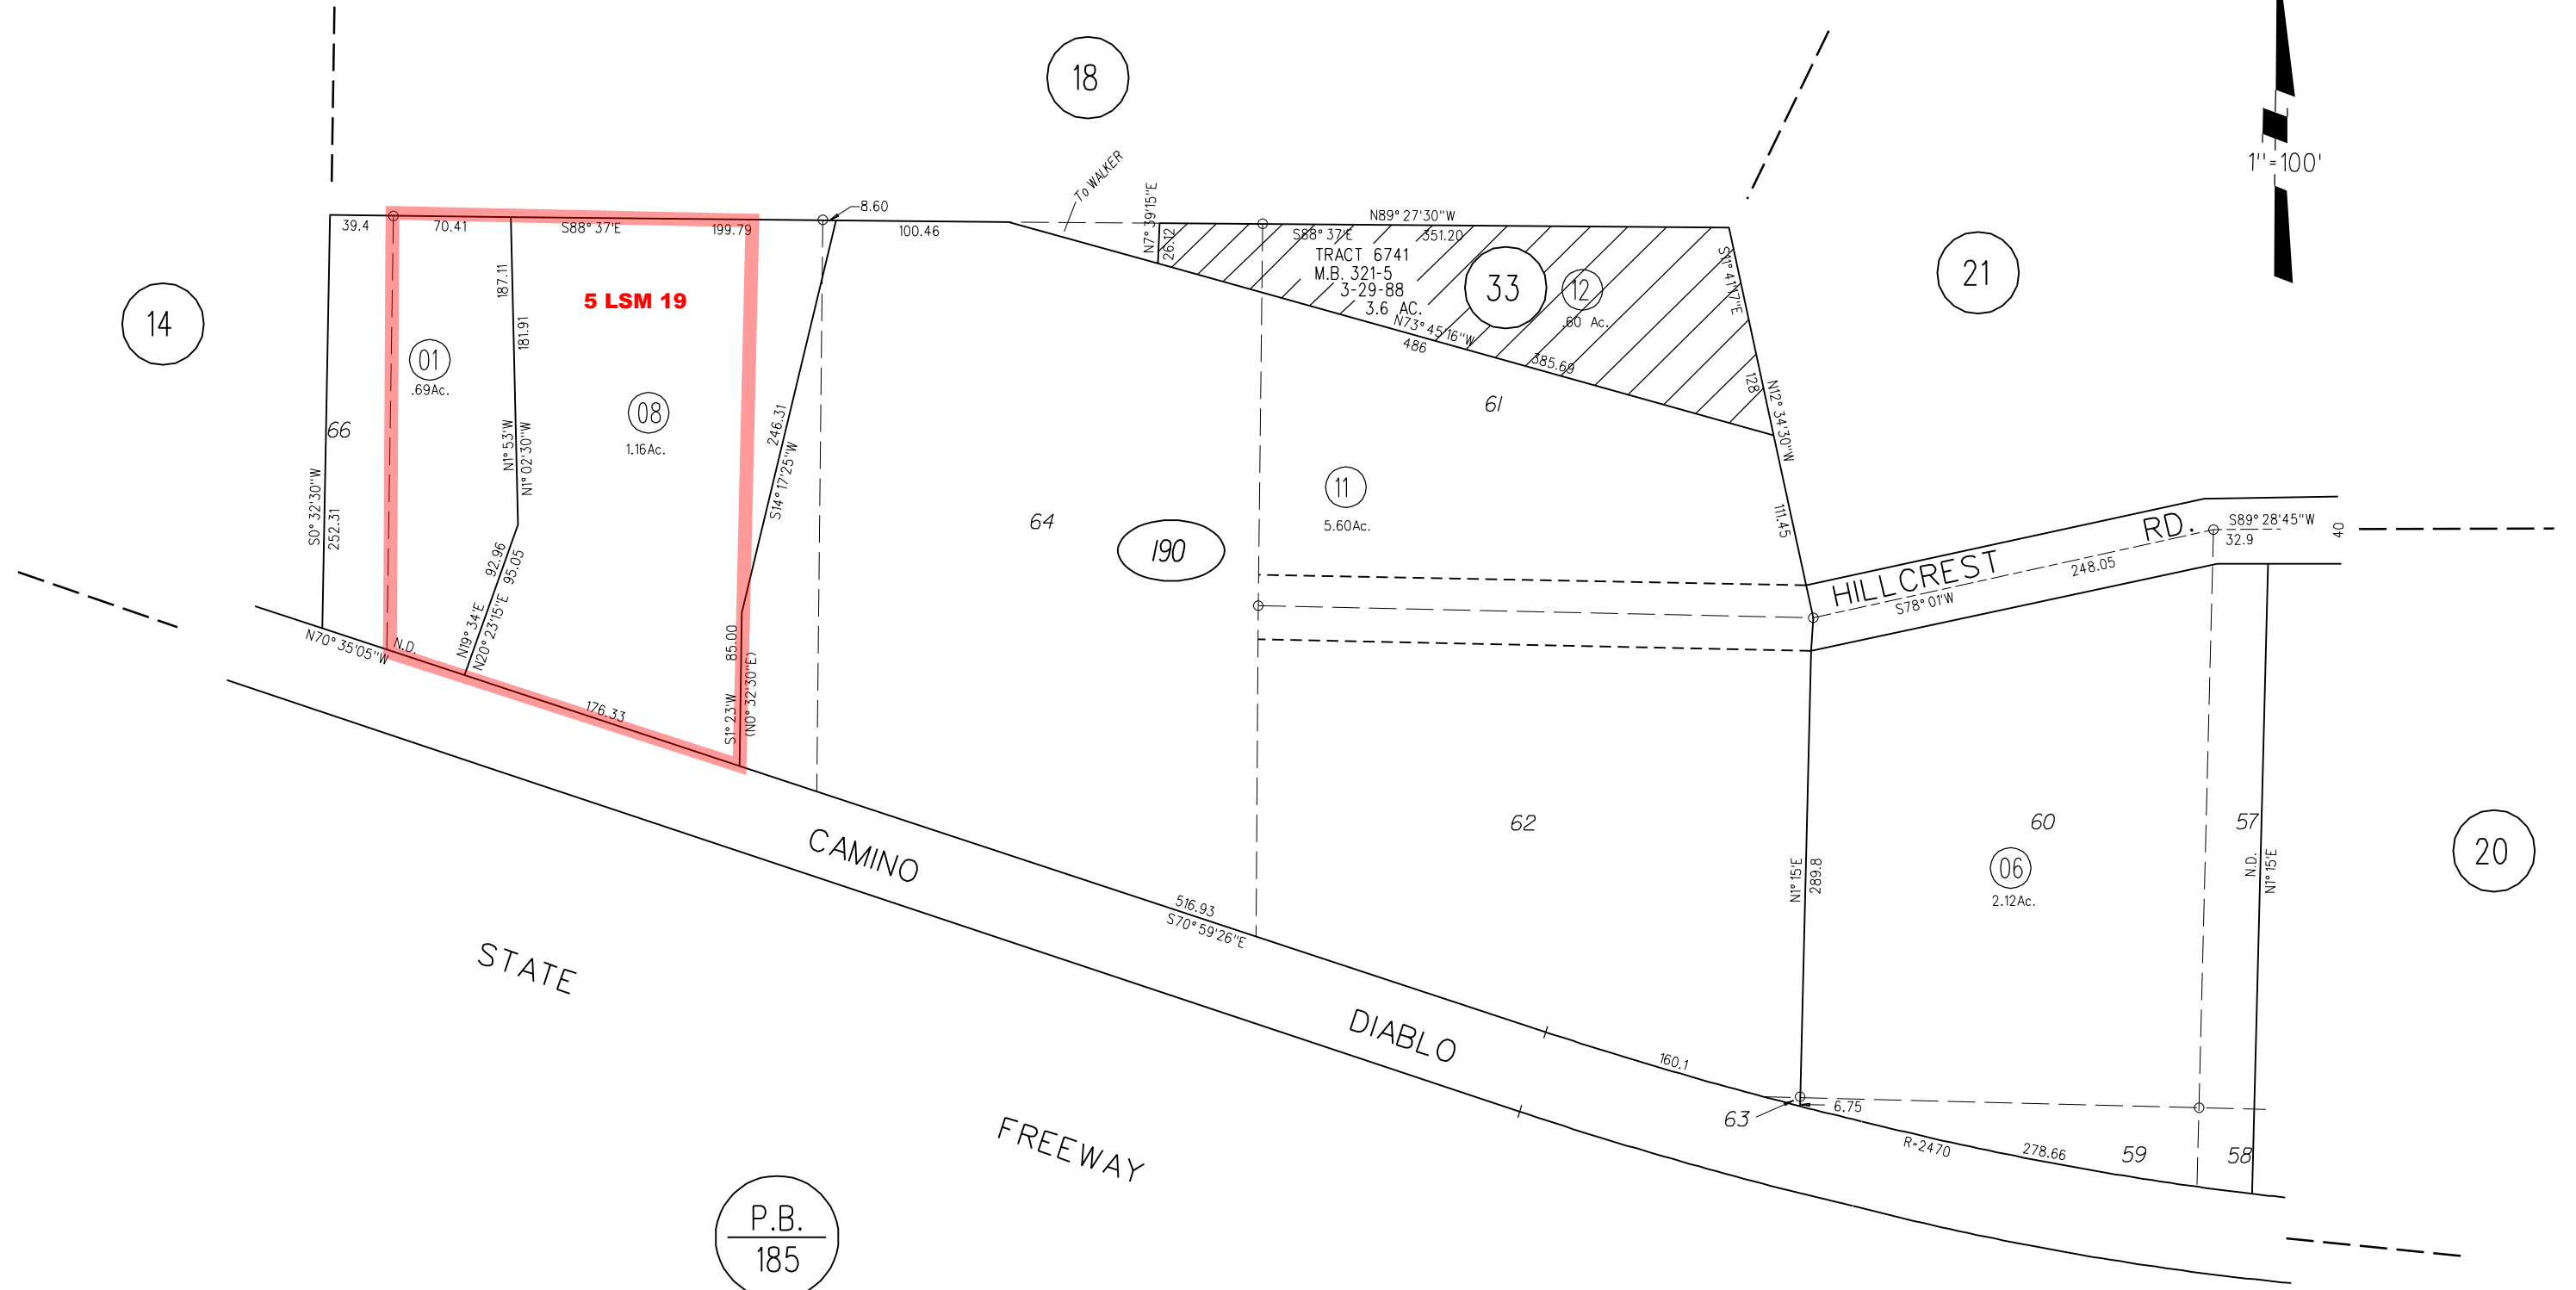 18
1"=100'
To WALKER
8.60
39.4
70.41
S88°37'E
199.79
100.46
N7°39'15"E
26.12
N89°27'30"W
S88°37'E
351.20
TRACT 6741
M.B. 321-5
3-29-88
3.6 AC.
33
12
.60 Ac.
S11°41'17"E
21
14
187.11
181.91
5 LSM 19
01
.69Ac.
08
1.16Ac.
N73°45'16"W
486
385.69
128
N12°34'30"W
66
61
246.31
S14°17'25"W
N1°53'W
N1°02'30"W
S0°32'30"W
252.31
64
190
11
5.60Ac.
111.45
HILLCREST RD.
S89°28'45"W
32.9
40
248.05
S78°01'W
92.96
95.05
N19°34'E
N20°23'15"E
N70°35'05"W
N.D.
85.00
S1°23'W
(N0°32'30"E)
176.33
62
60
57
N.D.
N1°15'E
20
N1°15'E
289.8
06
2.12Ac.
CAMINO
516.93
S70°59'26"E
STATE
DIABLO
160.1
63
6.75
R=2470
278.66
59
58
FREEWAY
P.B.
185